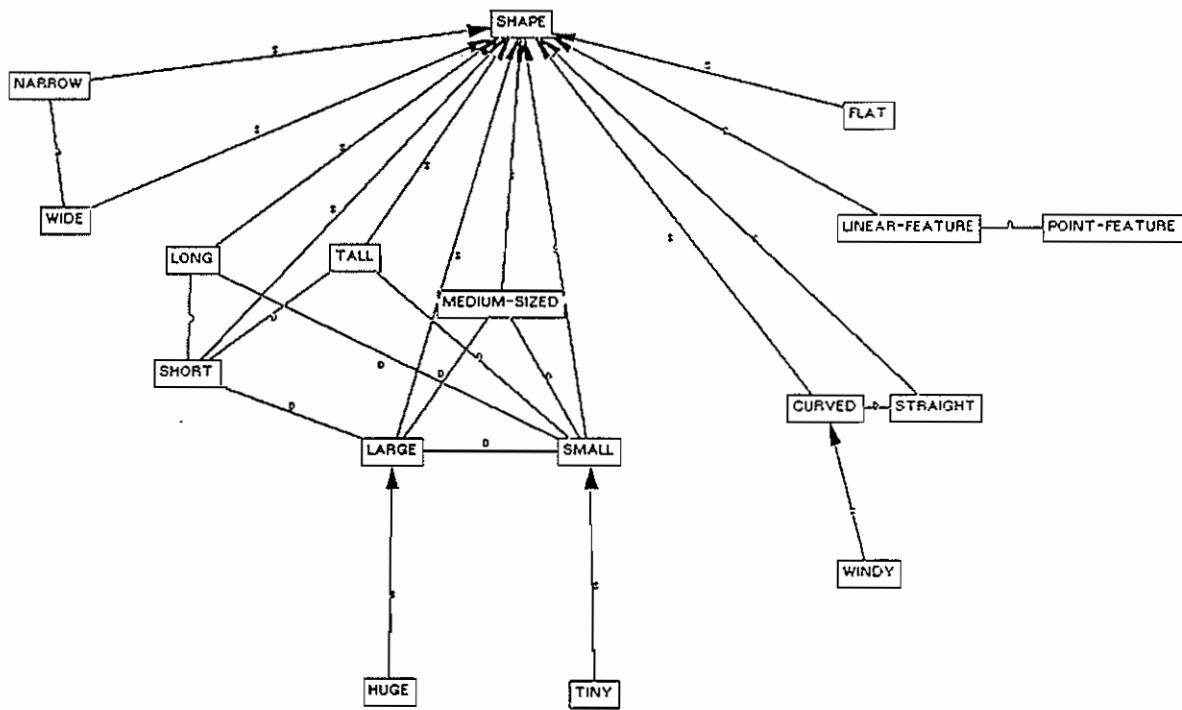 SHAPE
NARROW
FLAT
WIDE
LINEAR-FEATURE
POINT-FEATURE
LONG
TALL
MEDIUM-SIZED
SHORT
CURVED
STRAIGHT
LARGE
SMALL
WINDY
HUGE
TINY
D
D
D
D
D